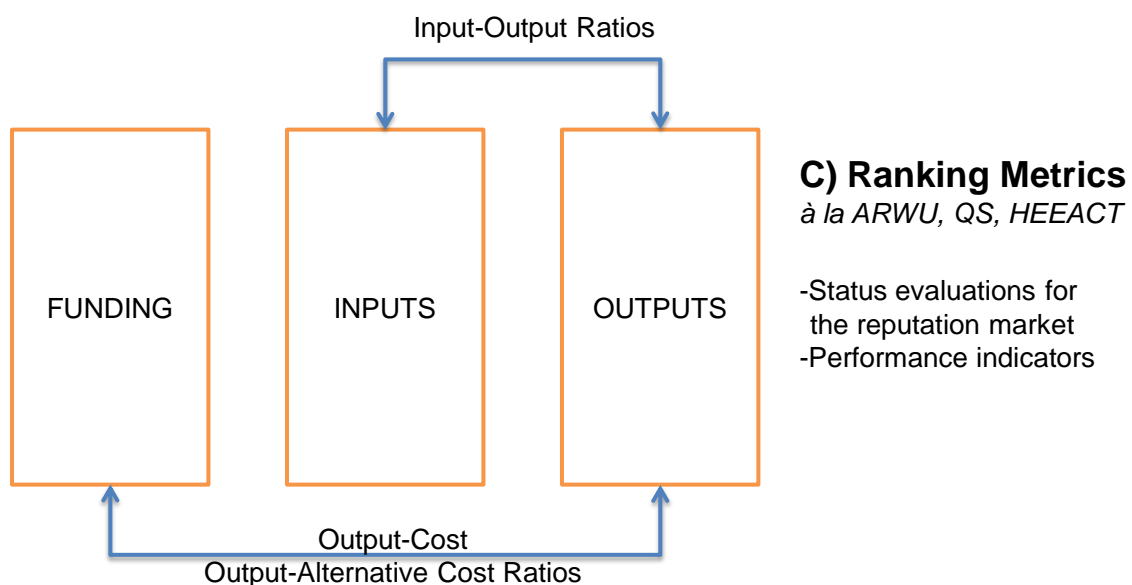 Input-Output Ratios
FUNDING
INPUTS
OUTPUTS
C) Ranking Metrics
à la ARWU, QS, HEEACT
-Status evaluations for
the reputation market
-Performance indicators
Output-Cost
Output-Alternative Cost Ratios